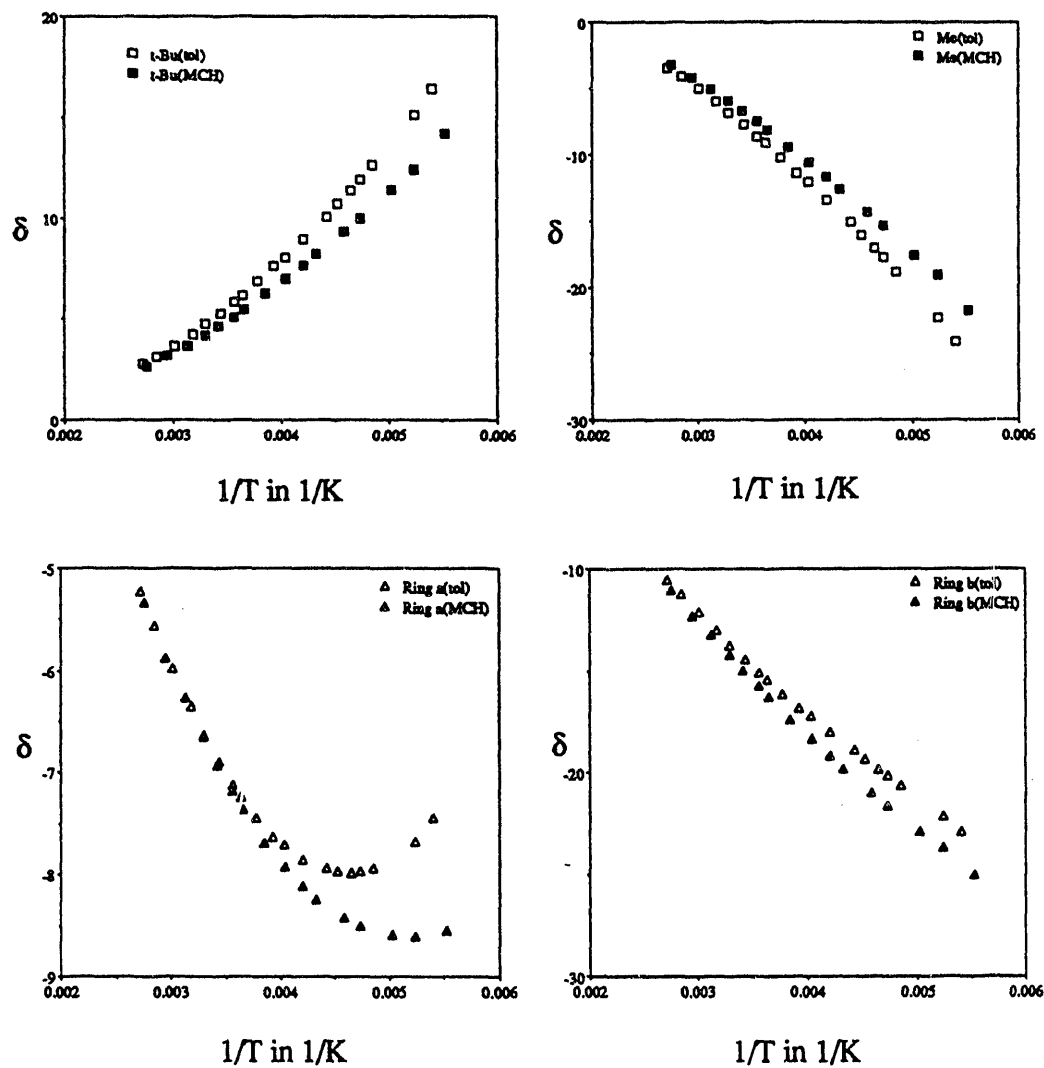 20
t-Bu(tol)
t-Bu(MCH)
δ
10
0
0.002 0.003 0.004 0.005 0.006
1/T in 1/K
0
Me(tol)
Me(MCH)
-10
δ
-20
-30
0.002 0.003 0.004 0.005 0.006
1/T in 1/K
-5
Ring a(tol)
Ring a(MCH)
-6
δ
-7
-8
-9
0.002 0.003 0.004 0.005 0.006
1/T in 1/K
-10
Ring b(tol)
Ring b(MCH)
δ
-20
-30
0.002 0.003 0.004 0.005 0.006
1/T in 1/K